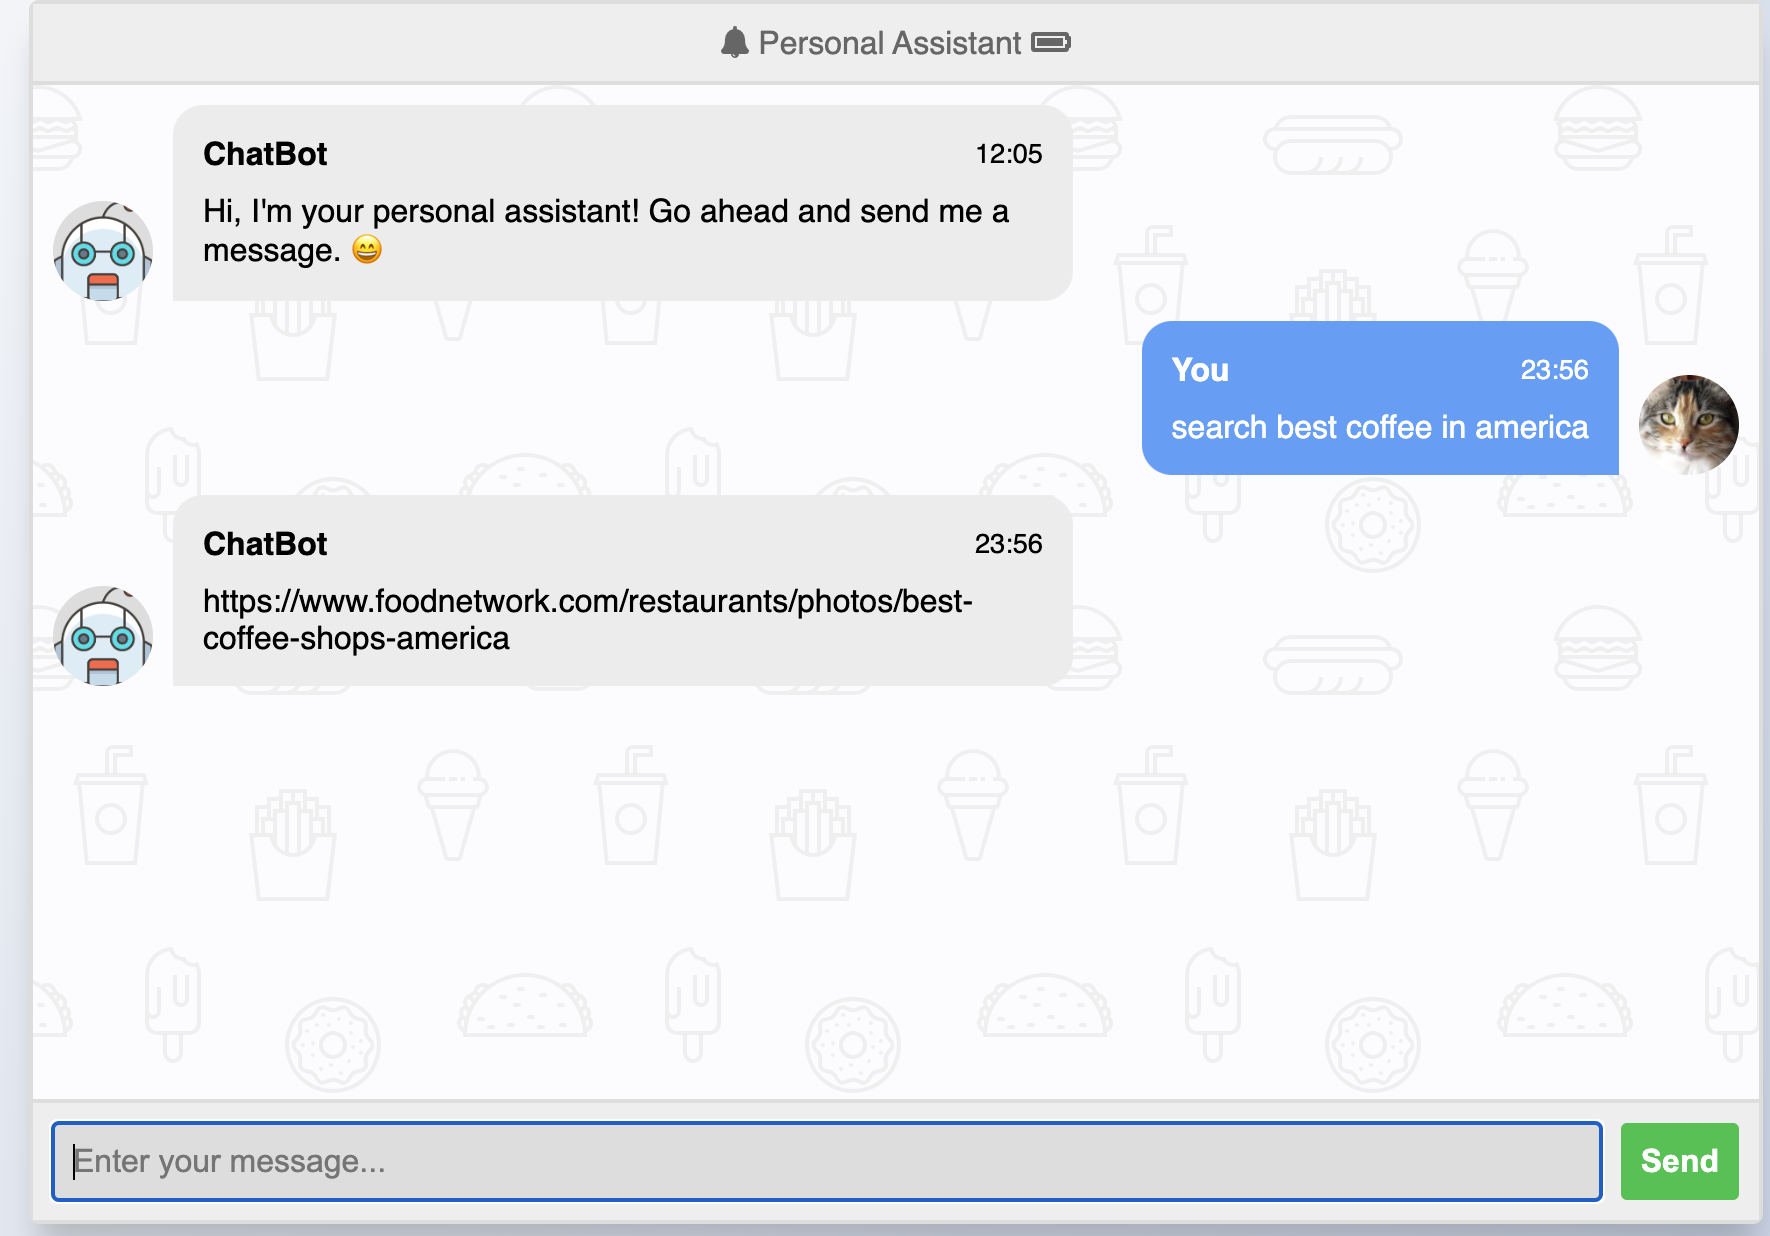 Personal Assistant
ChatBot 12:05
Hi, I'm your personal assistant! Go ahead and send me a
message. 😄
You 23:56
search best coffee in america
ChatBot 23:56
https://www.foodnetwork.com/restaurants/photos/best-
coffee-shops-america
Enter your message...
Send